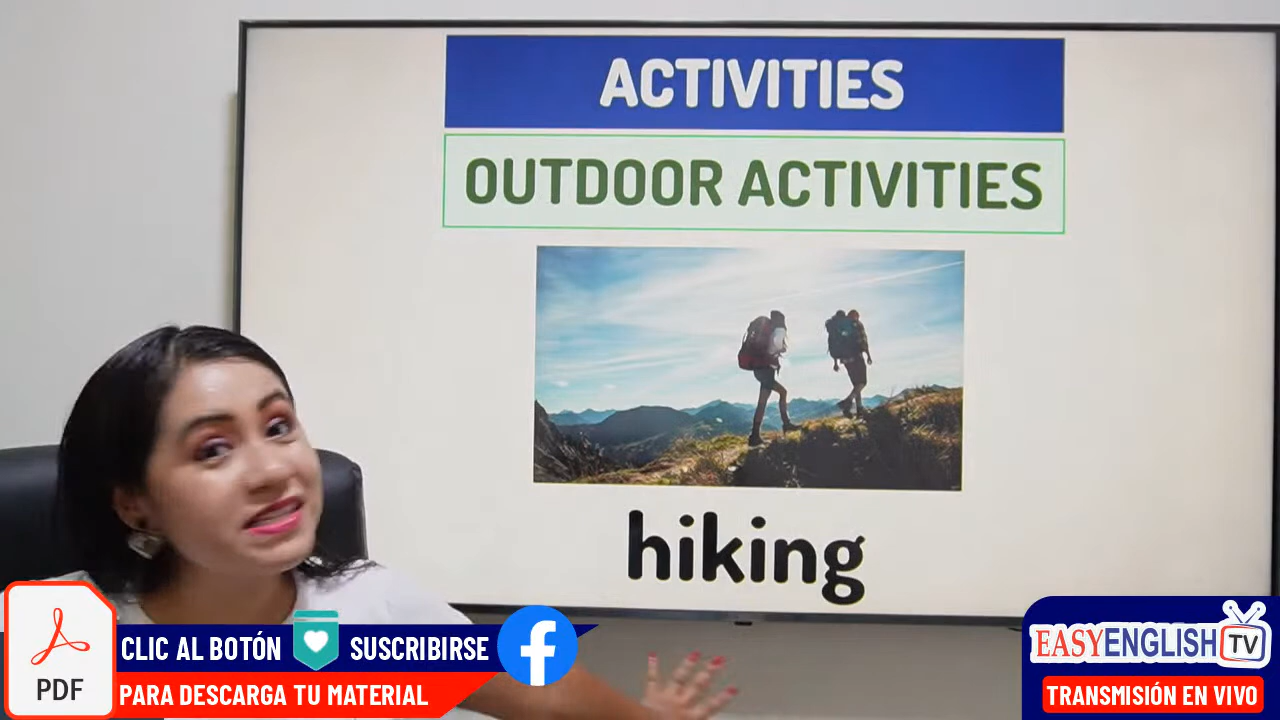 ACTIVITIES
OUTDOOR ACTIVITIES
hiking
PDF
CLIC AL BOTÓN SUSCRIBIRSE
PARA DESCARGA TU MATERIAL
EASYENGLISH TV
TRANSMISIÓN EN VIVO